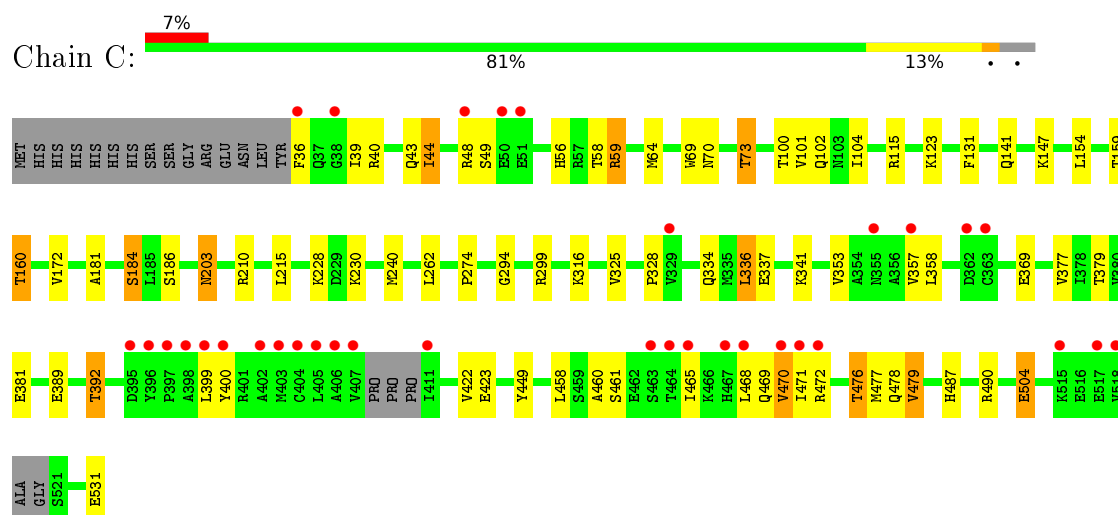 7%
Chain C:
81%
13%
•
•
MET HIS HIS HIS HIS HIS HIS SER SER GLY ARG GLU ASN LEU TYR F36 Q37 G38 I39 R40 Q43 I44 R48 S49 E50 E51 H56 R57 T58 R59 M64 W69 N70 T73 T100 V101 Q102 N103 I104 R115 K123 F131 Q141 K147 L154 T159
T160 V172 A181 S184 L185 S186 N203 R210 L215 K228 D229 K230 M240 L262 P274 G294 R299 K316 V325 P328 V329 Q334 M335 L336 E337 K341 V353 A354 N355 A356 V357 L358 D362 C363 E369 V377 I378 T379 V380
E381 E389 T392 D395 Y396 P397 A398 L399 Y400 R401 A402 M403 C404 L405 A406 V407 PRO PRO PRO I411 V422 E423 Y449 L458 S459 A460 S461 E462 S463 T464 I465 K466 H467 L468 Q469 V470 I471 R472 T476 M477 Q478 V479 H487 R490 E504 K515 E516 E517 V518
ALA GLY S521 E531